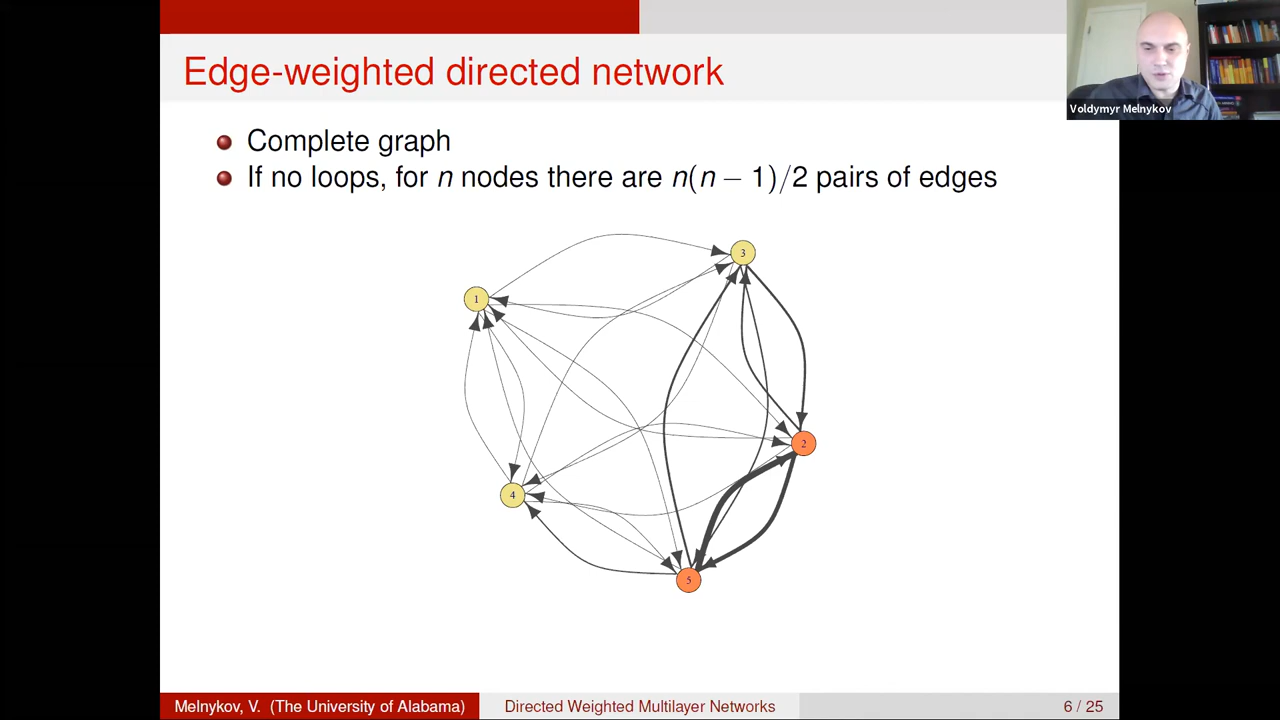 Edge-weighted directed network
Voldymyr Melnykov
Complete graph
If no loops, for n nodes there are n(n − 1)/2 pairs of edges
3
1
2
4
5
Melnykov, V. (The University of Alabama)
Directed Weighted Multilayer Networks
6 / 25